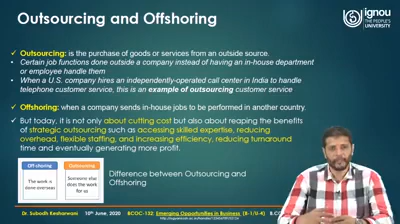 Outsourcing and Offshoring
ignou
THE PEOPLE'S
UNIVERSITY
✓ Outsourcing: is the purchase of goods or services from an outside source.
• Certain job functions done outside a company instead of having an in-house department
or employee handle them
• When a U.S. company hires an independently-operated call center in India to handle
telephone customer service, this is an example of outsourcing customer service
✓ Offshoring: when a company sends in-house jobs to be performed in another country.
✓ But today, it is not only about cutting cost but also about reaping the benefits
of strategic outsourcing such as accessing skilled expertise, reducing
overhead, flexible staffing, and increasing efficiency, reducing turnaround
time and eventually generating more profit.
Off-shoring
The work is
done overseas
Outsourcing
Someone else
does the work
for us
Difference between Outsourcing
and Offshoring
Dr. Subodh Kesharwani
10th June, 2020
BCOC-132: Emerging Opportunities in Business, (B-1/U-4)